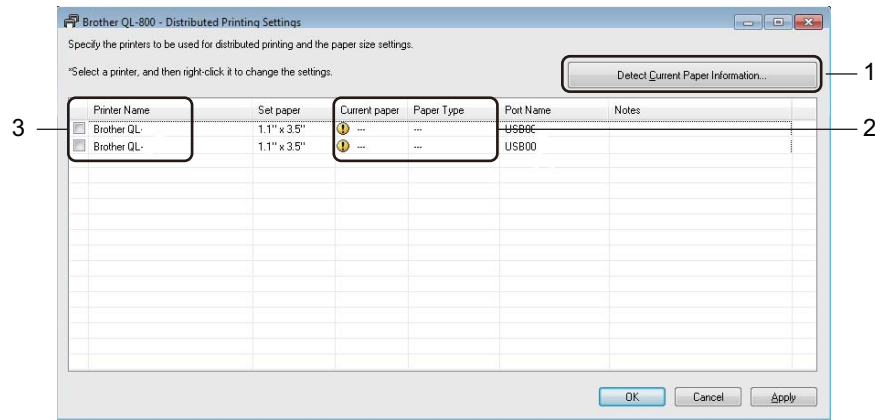 Brother QL-800 - Distributed Printing Settings
Specify the printers to be used for distributed printing and the paper size settings.
*Select a printer, and then right-click it to change the settings.
Detect Current Paper Information...
1
Printer Name Set paper Current paper Paper Type Port Name Notes
3
Brother QL- 1.1" x 3.5" --- --- USB00
2
Brother QL- 1.1" x 3.5" --- --- USB00
OK Cancel Apply